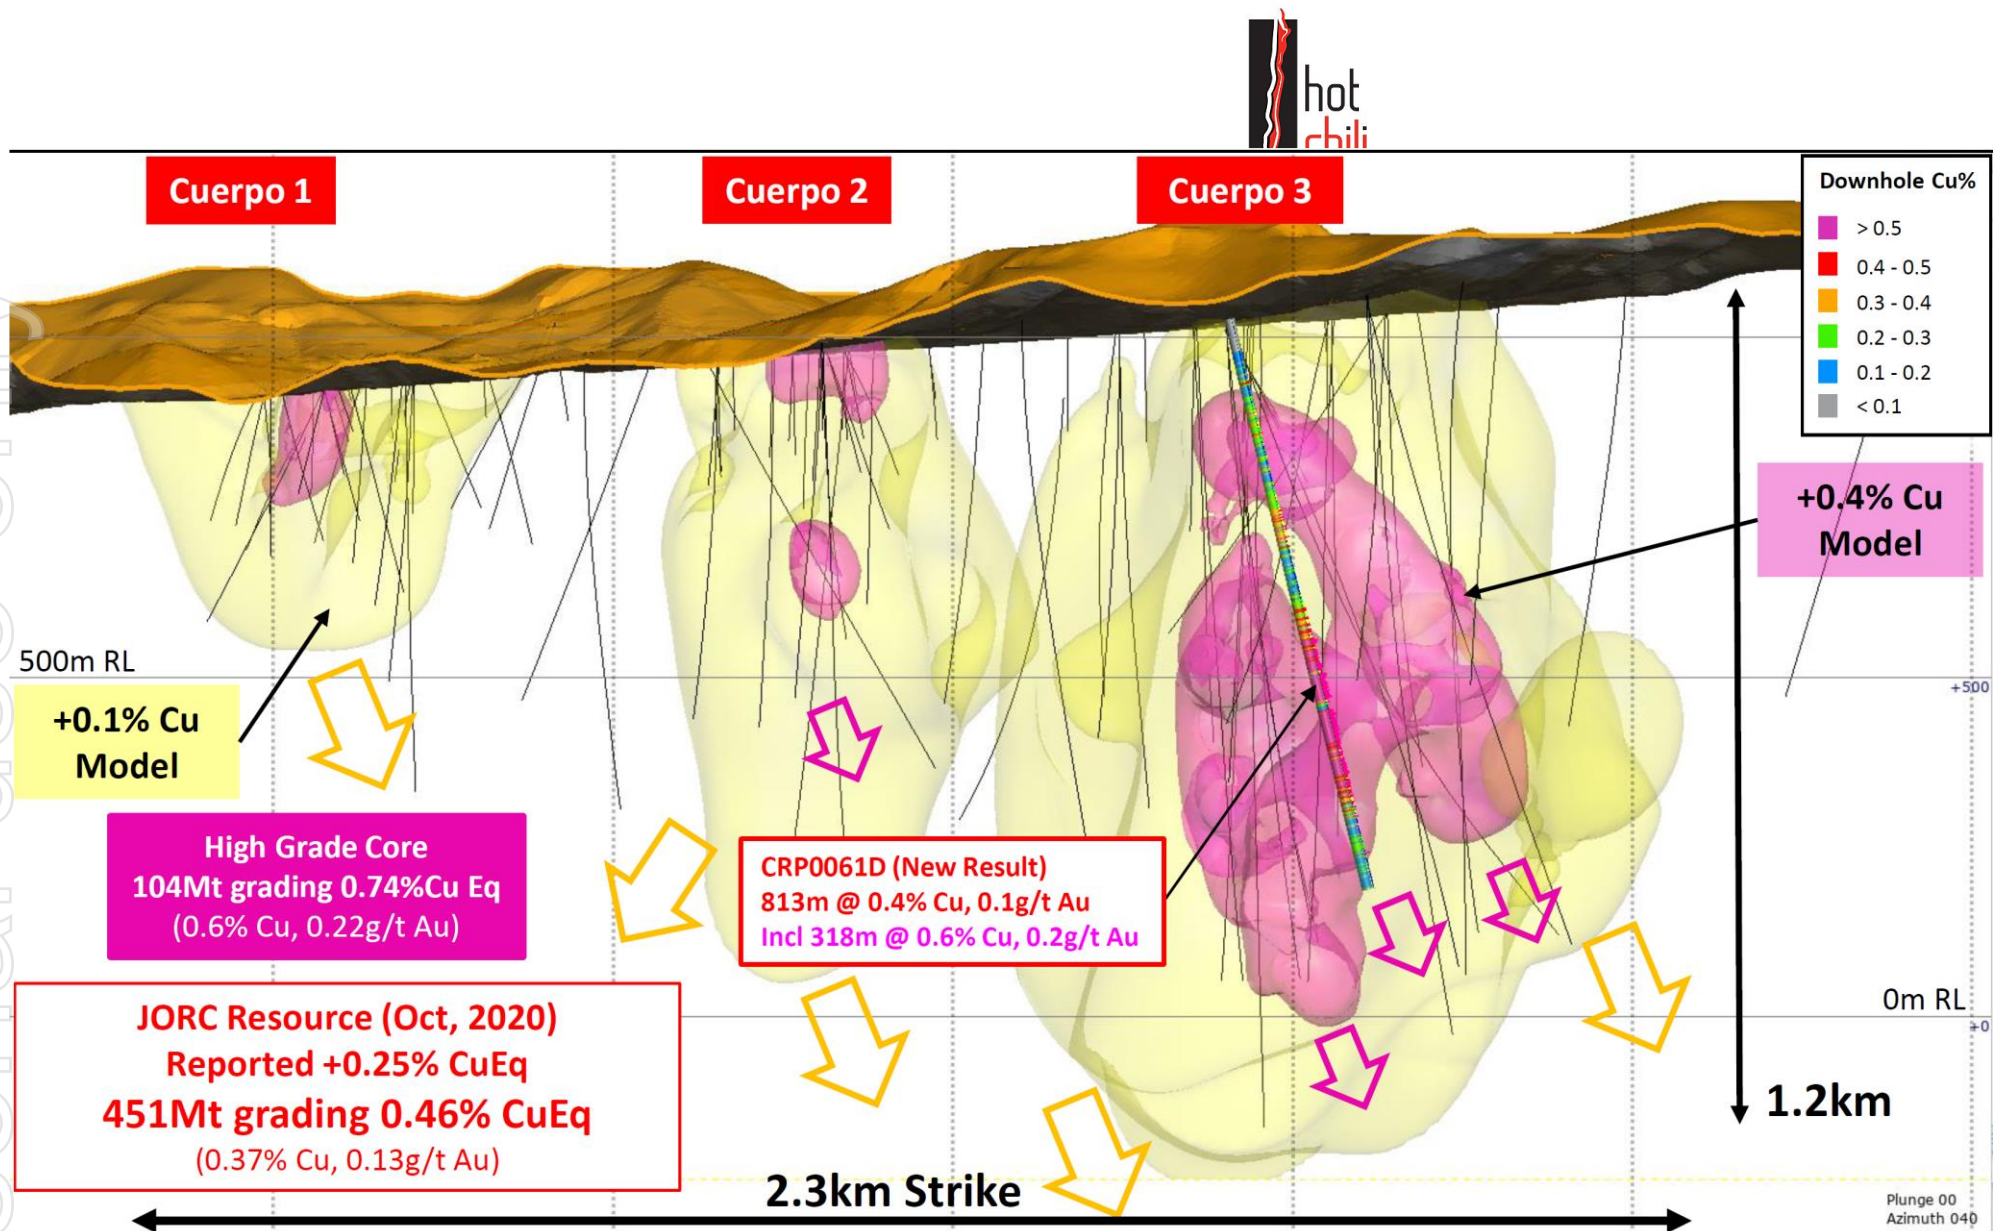 hot
chili
Cuerpo 1
Cuerpo 2
Cuerpo 3
Downhole Cu%
> 0.5
0.4 - 0.5
0.3 - 0.4
0.2 - 0.3
0.1 - 0.2
< 0.1
+0.4% Cu
Model
500m RL
+500
+0.1% Cu
Model
High Grade Core
104Mt grading 0.74%Cu Eq
(0.6% Cu, 0.22g/t Au)
CRP0061D (New Result)
813m @ 0.4% Cu, 0.1g/t Au
Incl 318m @ 0.6% Cu, 0.2g/t Au
JORC Resource (Oct, 2020)
Reported +0.25% CuEq
451Mt grading 0.46% CuEq
(0.37% Cu, 0.13g/t Au)
0m RL
+0
1.2km
2.3km Strike
Plunge 00
Azimuth 040